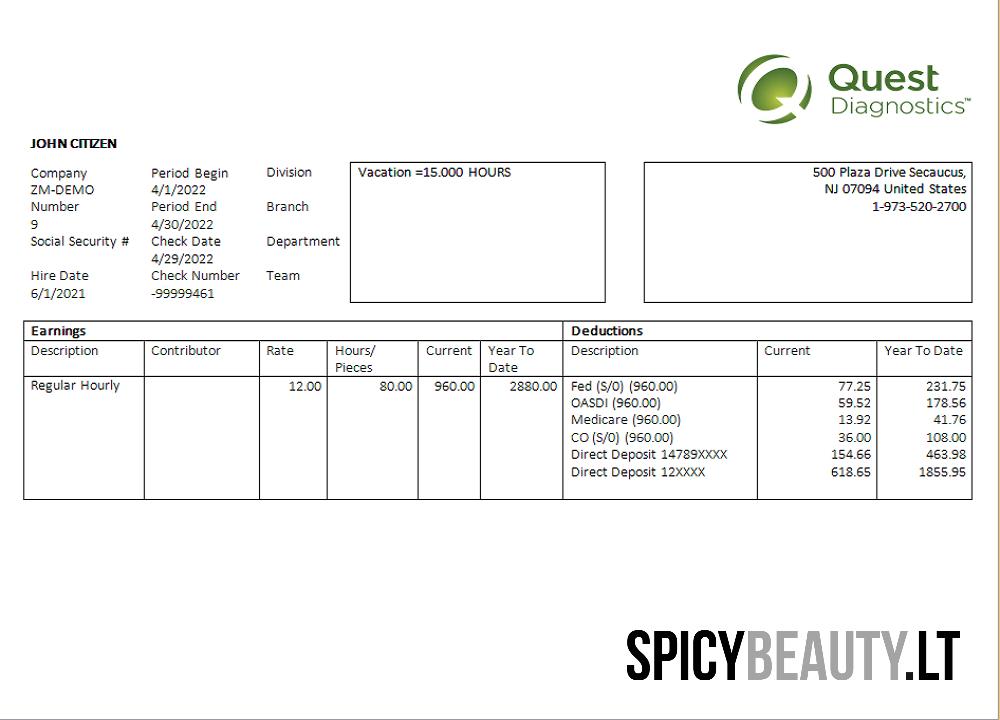 Quest
Diagnostics™
JOHN CITIZEN
Company Period Begin Division Vacation =15.000 HOURS 500 Plaza Drive Secaucus,
ZM-DEMO 4/1/2022 NJ 07094 United States
Number Period End Branch 1-973-520-2700
9 4/30/2022
Social Security # Check Date Department
4/29/2022
Hire Date Check Number Team
6/1/2021 -99999461
Earnings Deductions
Description Contributor Rate Hours/ Current Year To Description Current Year To Date
Pieces Date
Regular Hourly 12.00 80.00 960.00 2880.00 Fed (S/0) (960.00) 77.25 231.75
OASDI (960.00) 59.52 178.56
Medicare (960.00) 13.92 41.76
CO (S/0) (960.00) 36.00 108.00
Direct Deposit 14789XXXX 154.66 463.98
Direct Deposit 12XXXX 618.65 1855.95
SPICYBEAUTY.LT